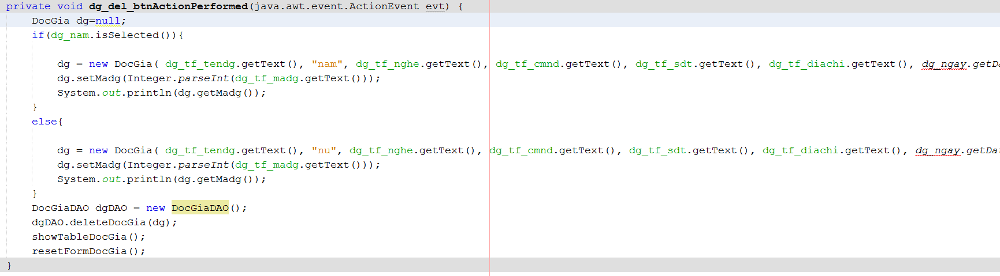 private void dg_del_btnActionPerformed(java.awt.event.ActionEvent evt) {
DocGia dg=null;
if(dg_nam.isSelected()){
dg = new DocGia( dg_tf_tendg.getText(), "nam", dg_tf_nghe.getText(), dg_tf_cmnd.getText(), dg_tf_sdt.getText(), dg_tf_diachi.getText(), dg_ngay.getDa
dg.setMadg(Integer.parseInt(dg_tf_madg.getText()));
System.out.println(dg.getMadg());
}
else{
dg = new DocGia( dg_tf_tendg.getText(), "nu", dg_tf_nghe.getText(), dg_tf_cmnd.getText(), dg_tf_sdt.getText(), dg_tf_diachi.getText(), dg_ngay.getDa
dg.setMadg(Integer.parseInt(dg_tf_madg.getText()));
System.out.println(dg.getMadg());
}
DocGiaDAO dgDAO = new DocGiaDAO();
dgDAO.deleteDocGia(dg);
showTableDocGia();
resetFormDocGia();
}